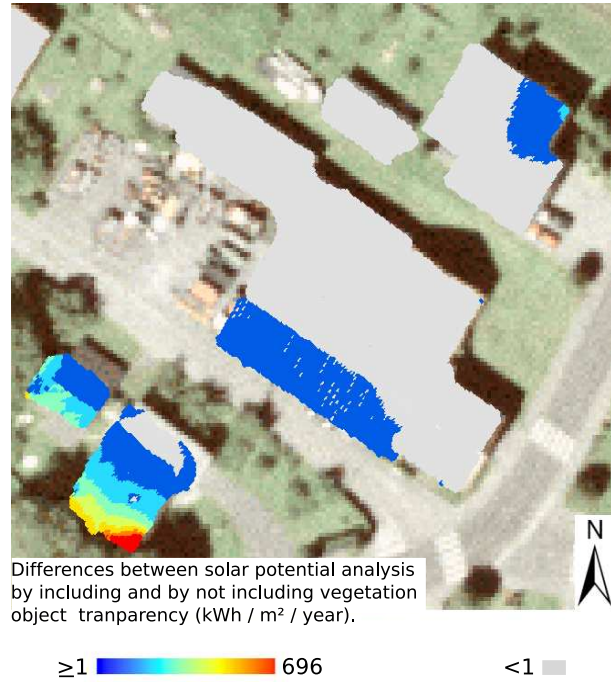 N
Differences between solar potential analysis
by including and by not including vegetation
object tranparency (kWh / m² / year).
≥1 696 <1